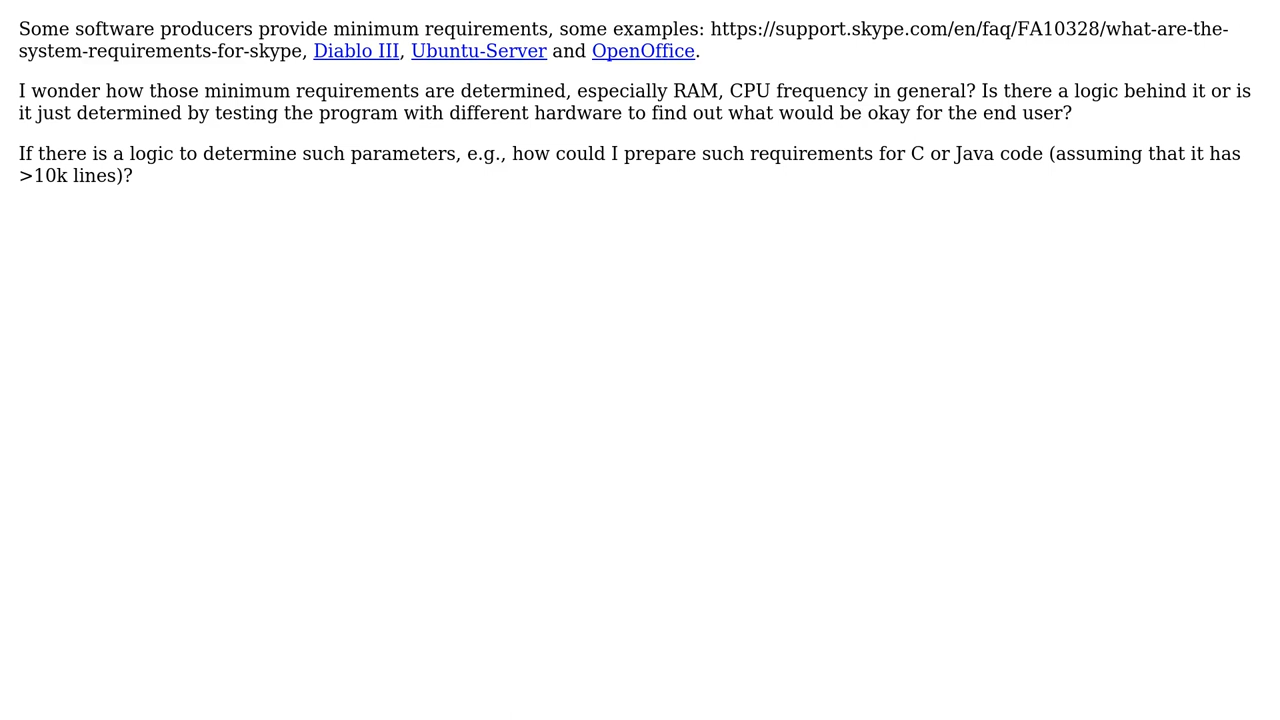 Some software producers provide minimum requirements, some examples: https://support.skype.com/en/faq/FA10328/what-are-the-
system-requirements-for-skype, Diablo III, Ubuntu-Server and OpenOffice.
I wonder how those minimum requirements are determined, especially RAM, CPU frequency in general? Is there a logic behind it or is
it just determined by testing the program with different hardware to find out what would be okay for the end user?
If there is a logic to determine such parameters, e.g., how could I prepare such requirements for C or Java code (assuming that it has
>10k lines)?